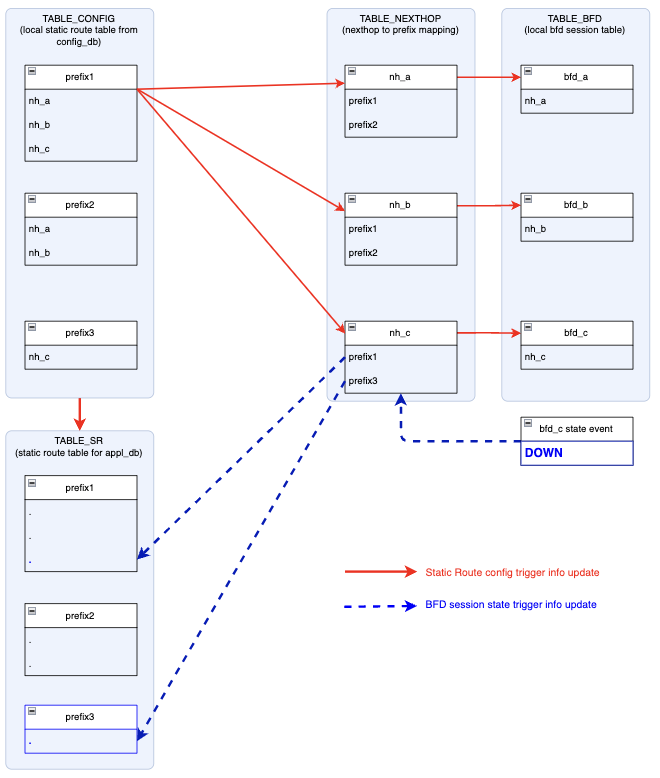 TABLE_CONFIG
(local static route table from
config_db)
prefix1
nh_a
nh_b
nh_c
prefix2
nh_a
nh_b
prefix3
nh_c
TABLE_NEXTHOP
(nexthop to prefix mapping)
nh_a
prefix1
prefix2
nh_b
prefix1
prefix2
nh_c
prefix1
prefix3
TABLE_BFD
(local bfd session table)
bfd_a
nh_a
bfd_b
nh_b
bfd_c
nh_c
bfd_c state event
DOWN
TABLE_SR
(static route table for appl_db)
prefix1
.
.
.
prefix2
.
.
prefix3
.
Static Route config trigger info update
BFD session state trigger info update